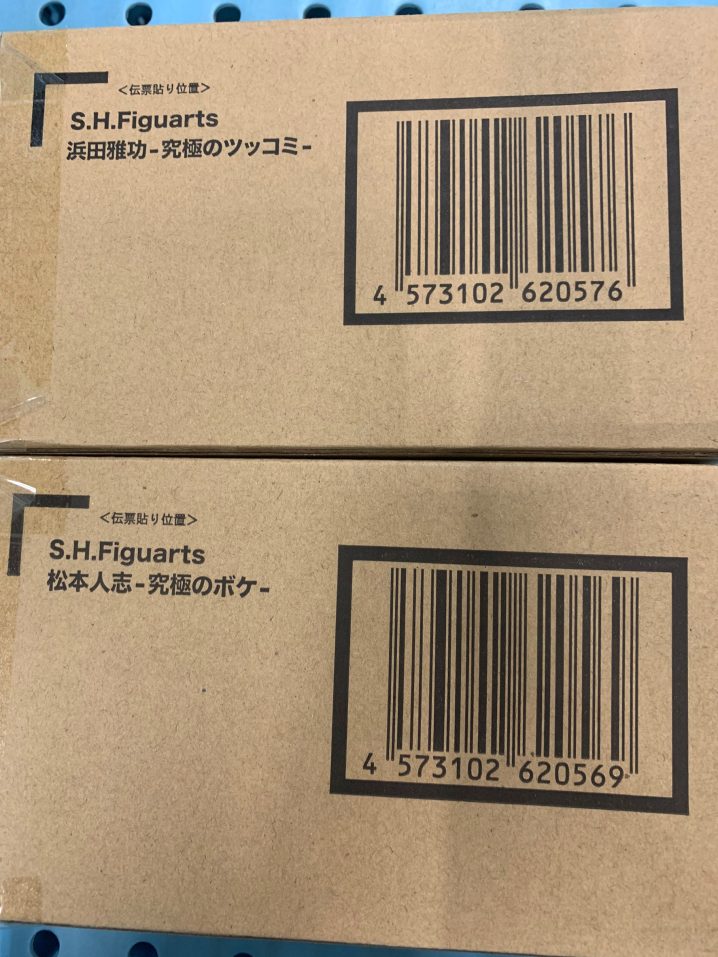 <伝票貼り位置>
S.H.Figuarts
浜田雅功-究極のツッコミ-
4 573102 620576
<伝票貼り位置>
S.H.Figuarts
松本人志-究極のボケ-
4 573102 620569